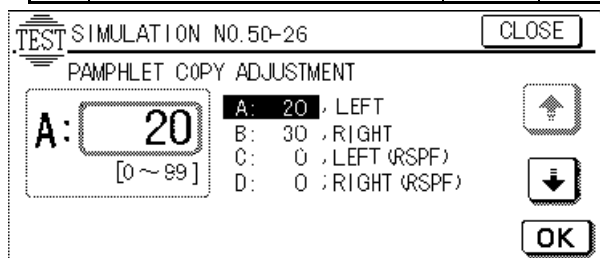 TEST SIMULATION NO.50-26 CLOSE
PAMPHLET COPY ADJUSTMENT
A: 20
[0~99]
A: 20 , LEFT
B: 30 , RIGHT
C: 0 , LEFT (RSPF)
D: 0 ; RIGHT (RSPF)
OK